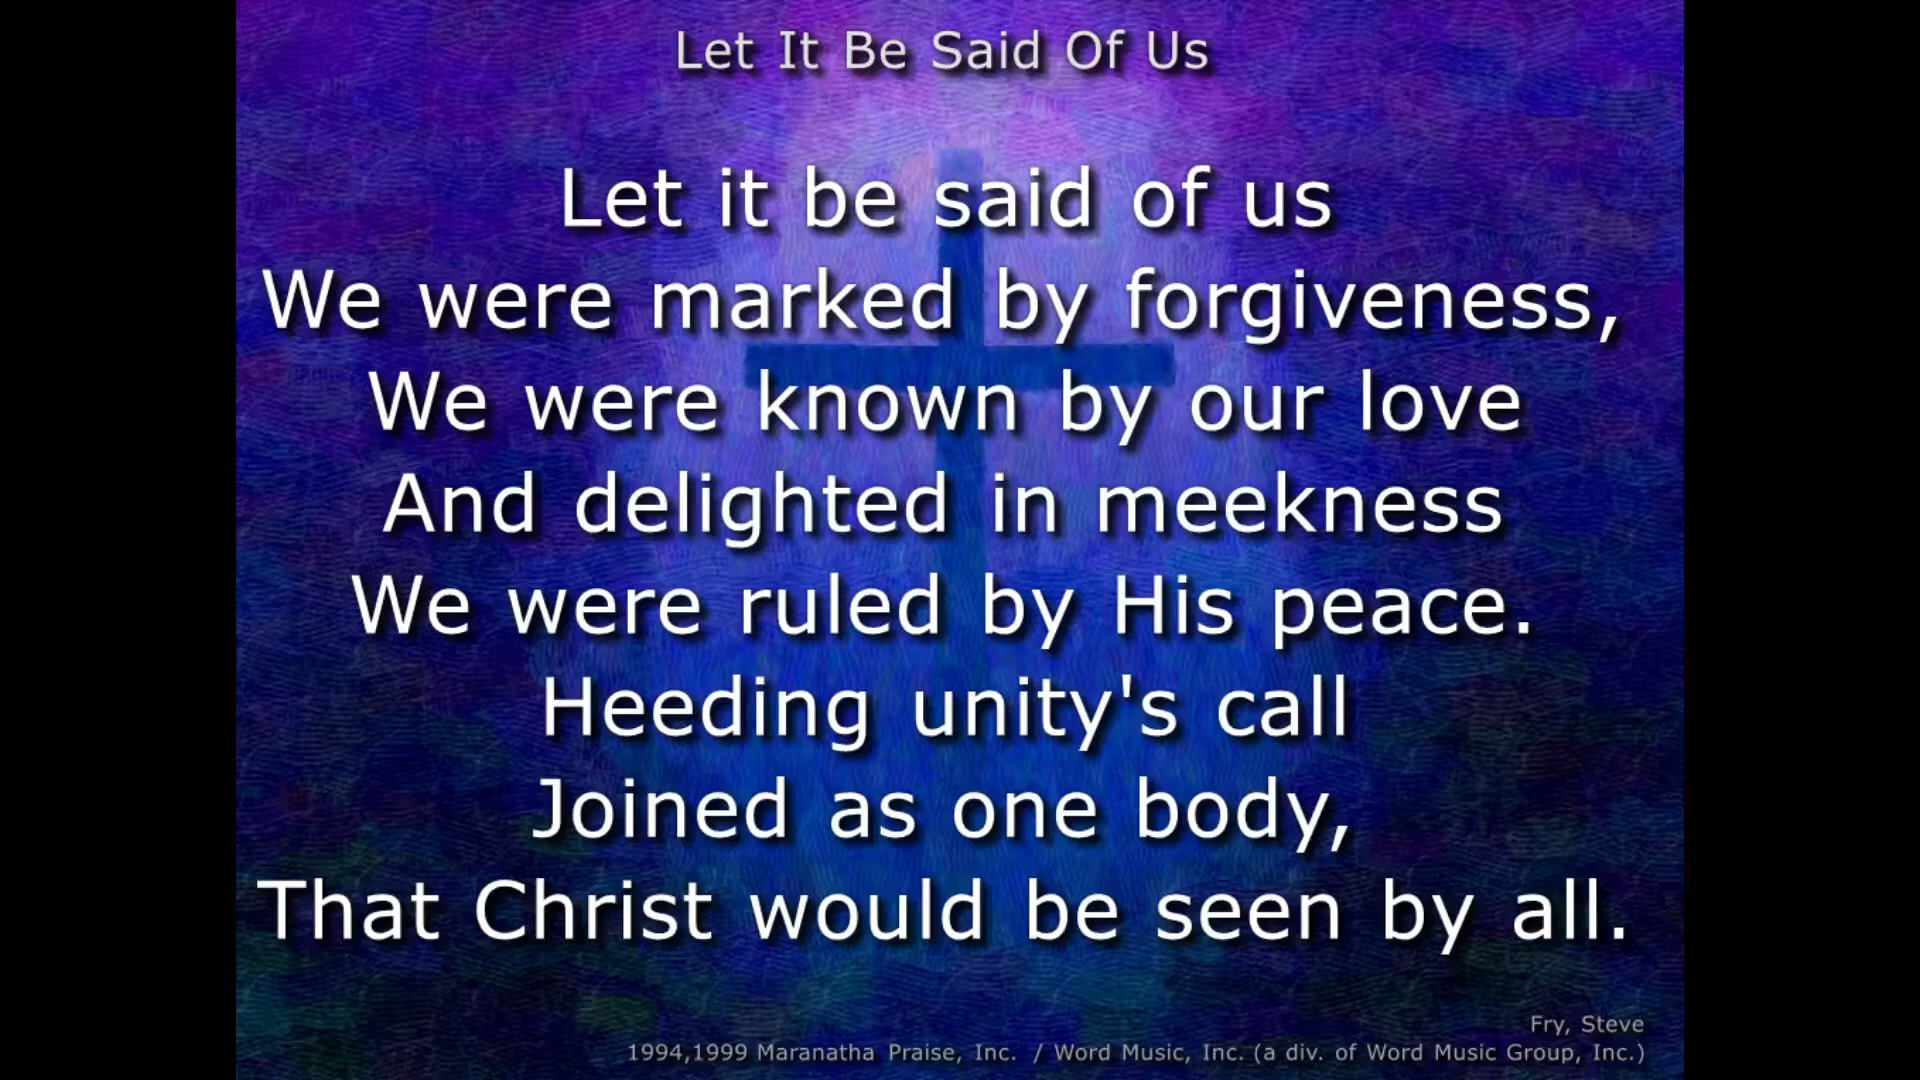 Let It Be Said Of Us
Let it be said of us
We were marked by forgiveness,
We were known by our love
And delighted in meekness
We were ruled by His peace.
Heeding unity's call
Joined as one body,
That Christ would be seen by all.
Fry, Steve
1994,1999 Maranatha Praise, Inc. / Word Music, Inc. (a div. of Word Music Group, Inc.)